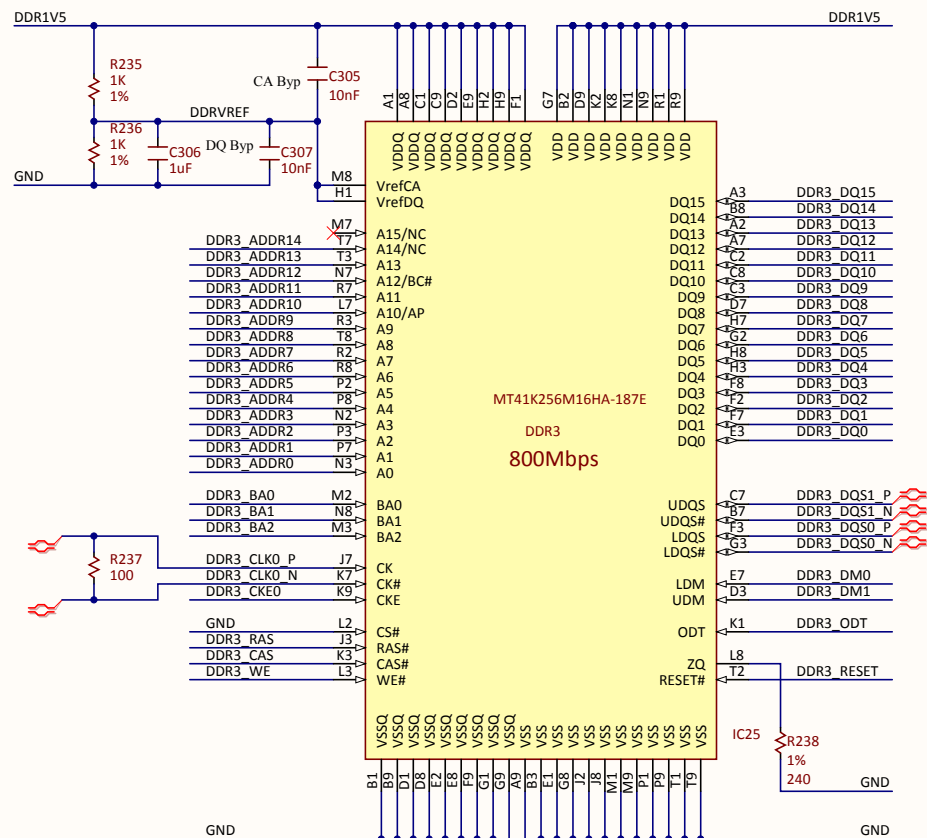 DDR1V5
DDR1V5
R235
1K
1%
CA Byp
C305
10nF
DDRVREF
R236
1K
1%
C306
1uF
DQ Byp
C307
10nF
GND
A1 A8 C1 C9 D2 E9 H2 H9 F1
G7 B2 D9 K2 K8 N1 N9 R1 R9
VDDQ VDDQ VDDQ VDDQ VDDQ VDDQ VDDQ VDDQ VDDQ
VDD VDD VDD VDD VDD VDD VDD VDD VDD
M8 VrefCA
H1 VrefDQ
M7 A15/NC
DDR3_ADDR14 T7 A14/NC
DDR3_ADDR13 T3 A13
DDR3_ADDR12 N7 A12/BC#
DDR3_ADDR11 R7 A11
DDR3_ADDR10 L7 A10/AP
DDR3_ADDR9 R3 A9
DDR3_ADDR8 T8 A8
DDR3_ADDR7 R2 A7
DDR3_ADDR6 R8 A6
DDR3_ADDR5 P2 A5
DDR3_ADDR4 P8 A4
DDR3_ADDR3 N2 A3
DDR3_ADDR2 P3 A2
DDR3_ADDR1 P7 A1
DDR3_ADDR0 N3 A0
DDR3_BA0 M2 BA0
DDR3_BA1 N8 BA1
DDR3_BA2 M3 BA2
R237
100
DDR3_CLK0_P J7 CK
DDR3_CLK0_N K7 CK#
DDR3_CKE0 K9 CKE
GND L2 CS#
DDR3_RAS J3 RAS#
DDR3_CAS K3 CAS#
DDR3_WE L3 WE#
MT41K256M16HA-187E
DDR3
800Mbps
DQ15 A3 DDR3_DQ15
DQ14 B8 DDR3_DQ14
DQ13 A2 DDR3_DQ13
DQ12 A7 DDR3_DQ12
DQ11 C2 DDR3_DQ11
DQ10 C8 DDR3_DQ10
DQ9 C3 DDR3_DQ9
DQ8 D7 DDR3_DQ8
DQ7 H7 DDR3_DQ7
DQ6 G2 DDR3_DQ6
DQ5 H8 DDR3_DQ5
DQ4 H3 DDR3_DQ4
DQ3 F8 DDR3_DQ3
DQ2 F2 DDR3_DQ2
DQ1 F7 DDR3_DQ1
DQ0 E3 DDR3_DQ0
UDQS C7 DDR3_DQS1_P
UDQS# B7 DDR3_DQS1_N
LDQS F3 DDR3_DQS0_P
LDQS# G3 DDR3_DQS0_N
LDM E7 DDR3_DM0
UDM D3 DDR3_DM1
ODT K1 DDR3_ODT
ZQ L8
RESET# T2 DDR3_RESET
VSSQ VSSQ VSSQ VSSQ VSSQ VSSQ VSSQ VSSQ VSSQ VSS VSS VSS VSS VSS VSS VSS VSS VSS VSS VSS VSS
B1 B9 D1 D8 E2 E8 F9 G1 G9 A9 B3 E1 G8 J2 J8 M1 M9 P1 P9 T1 T9
IC25
R238
1%
240
GND
GND
GND